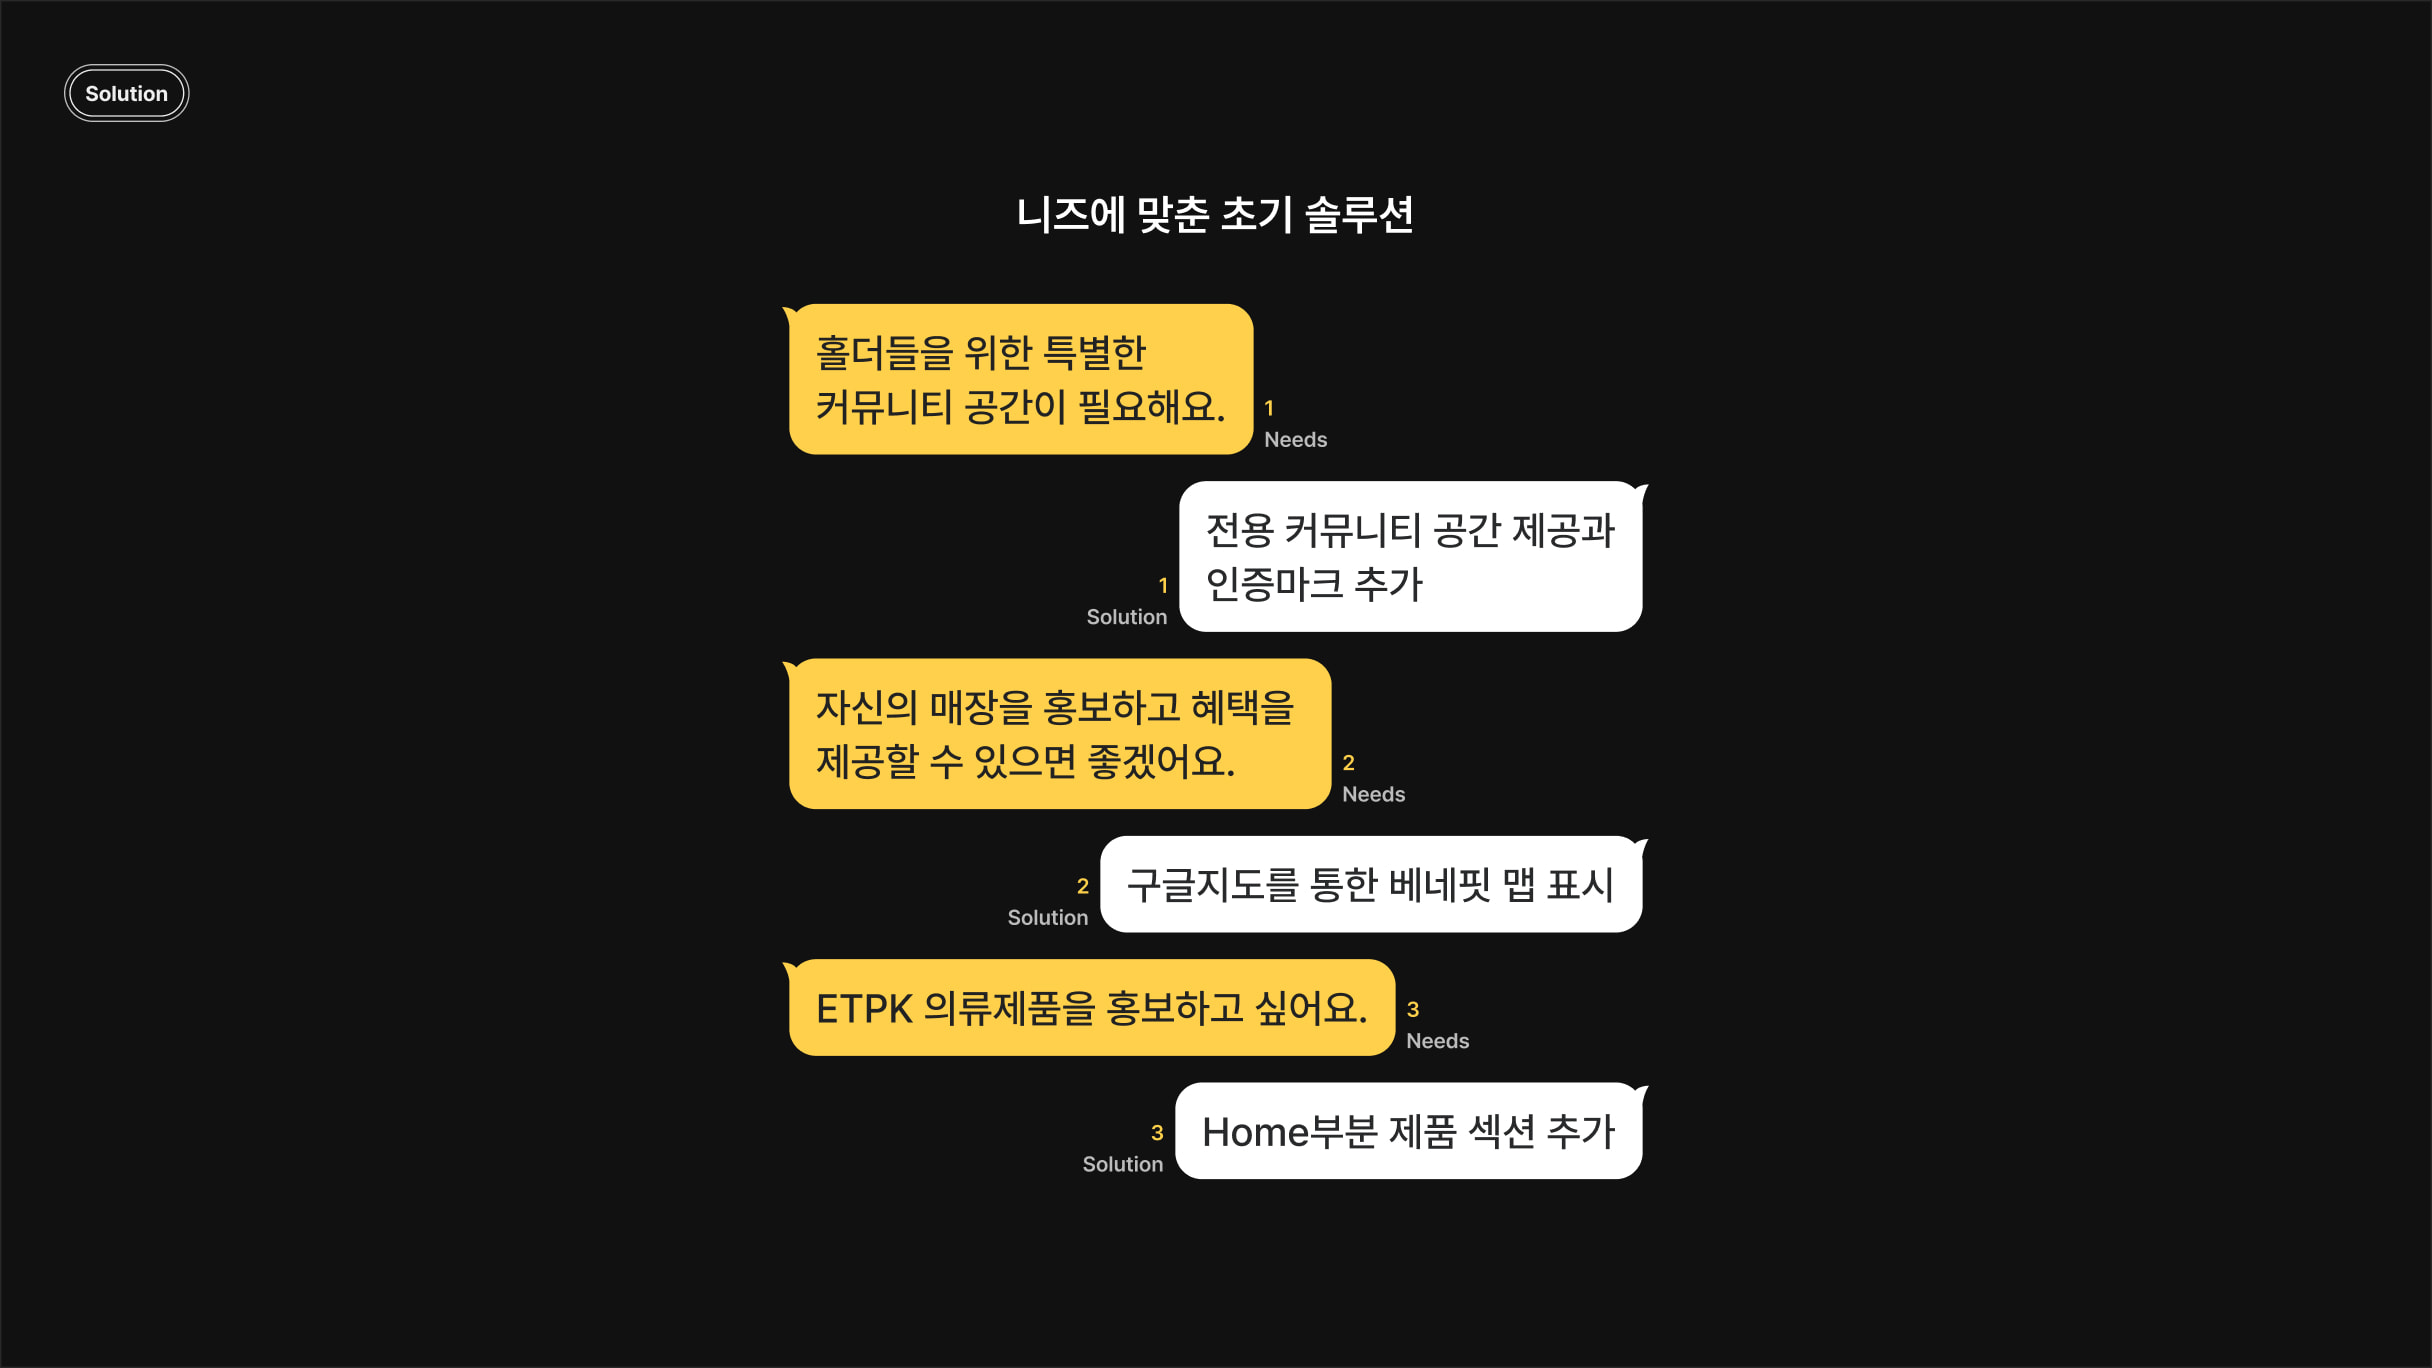 Solution
니즈에 맞춘 초기 솔루션
홀더들을 위한 특별한
커뮤니티 공간이 필요해요.
1
Needs
전용 커뮤니티 공간 제공과
인증마크 추가
1
Solution
자신의 매장을 홍보하고 혜택을
제공할 수 있으면 좋겠어요.
2
Needs
구글지도를 통한 베네핏 맵 표시
2
Solution
ETPK 의류제품을 홍보하고 싶어요.
3
Needs
Home부분 제품 섹션 추가
3
Solution